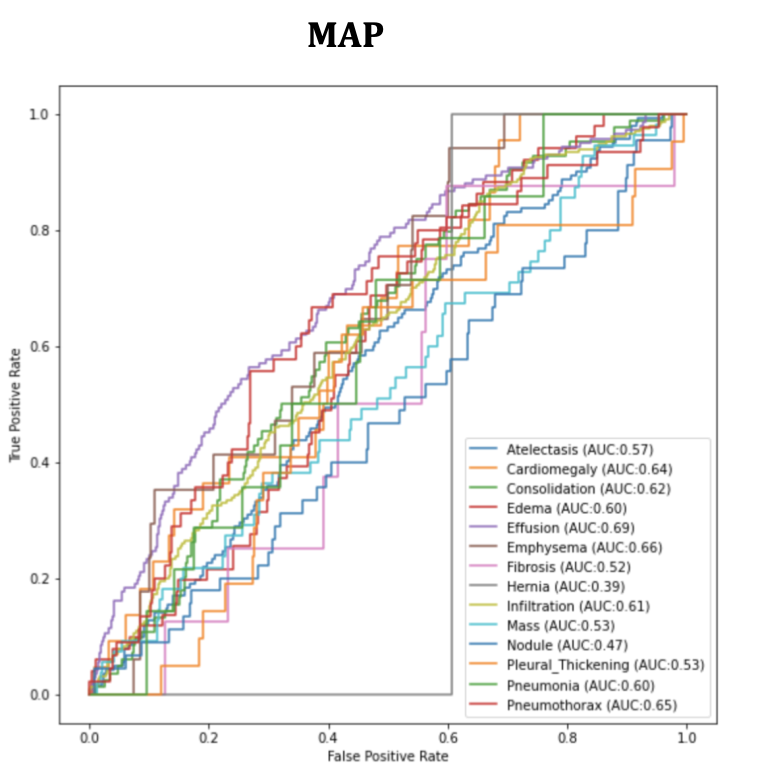 MAP
1.0
0.8
0.6
0.4
0.2
0.0
True Positive Rate
Atelectasis (AUC:0.57)
Cardiomegaly (AUC:0.64)
Consolidation (AUC:0.62)
Edema (AUC:0.60)
Effusion (AUC:0.69)
Emphysema (AUC:0.66)
Fibrosis (AUC:0.52)
Hernia (AUC:0.39)
Infiltration (AUC:0.61)
Mass (AUC:0.53)
Nodule (AUC:0.47)
Pleural_Thickening (AUC:0.53)
Pneumonia (AUC:0.60)
Pneumothorax (AUC:0.65)
0.0 0.2 0.4 0.6 0.8 1.0
False Positive Rate